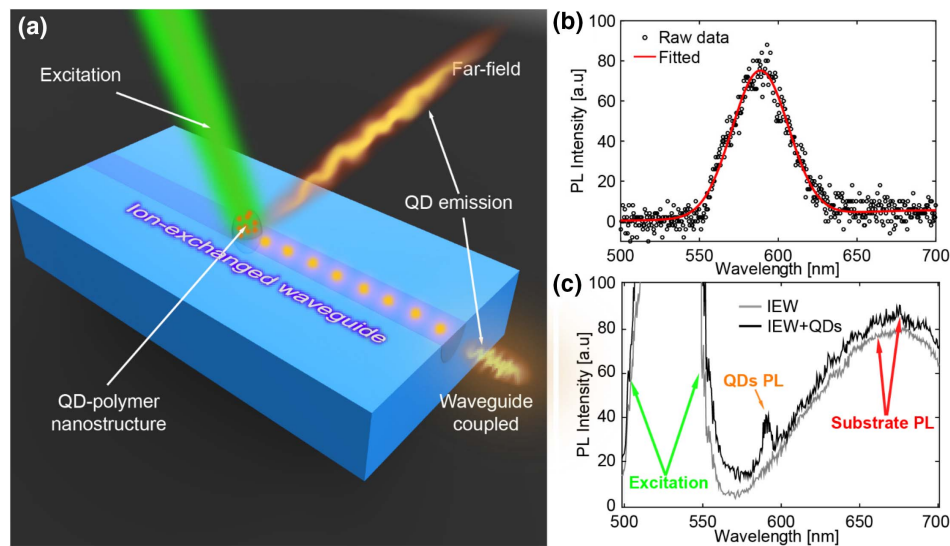 (a)
Excitation
Far-field
QD emission
Ion-exchanged waveguide
QD-polymer
nanostructure
Waveguide
coupled
(b)
PL Intensity [a.u]
100
80
60
40
20
0
Raw data
Fitted
500
550
600
650
700
Wavelength [nm]
(c)
PL Intensity [a.u]
100
80
60
40
20
0
IEW
IEW+QDs
QDs PL
Substrate PL
Excitation
500
550
600
650
700
Wavelength [nm]